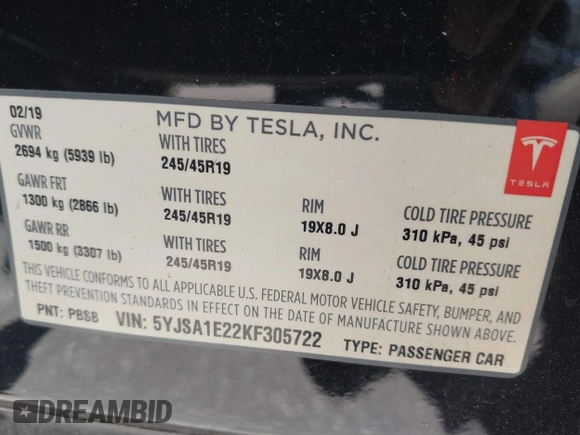 02/19
MFD BY TESLA, INC.
GVWR
2694 kg (5939 lb)
WITH TIRES
245/45R19
TESLA
GAWR FRT
1300 kg (2866 lb)
WITH TIRES
245/45R19
RIM
19X8.0 J
COLD TIRE PRESSURE
310 kPa, 45 psi
GAWR RR
1500 kg (3307 lb)
WITH TIRES
245/45R19
RIM
19X8.0 J
COLD TIRE PRESSURE
310 kPa, 45 psi
THIS VEHICLE CONFORMS TO ALL APPLICABLE U.S. FEDERAL MOTOR VEHICLE SAFETY, BUMPER, AND
THEFT PREVENTION STANDARDS IN EFFECT ON THE DATE OF MANUFACTURE SHOWN ABOVE.
PNT: PBSB VIN: 5YJSA1E22KF305722 TYPE: PASSENGER CAR
DREAMBID